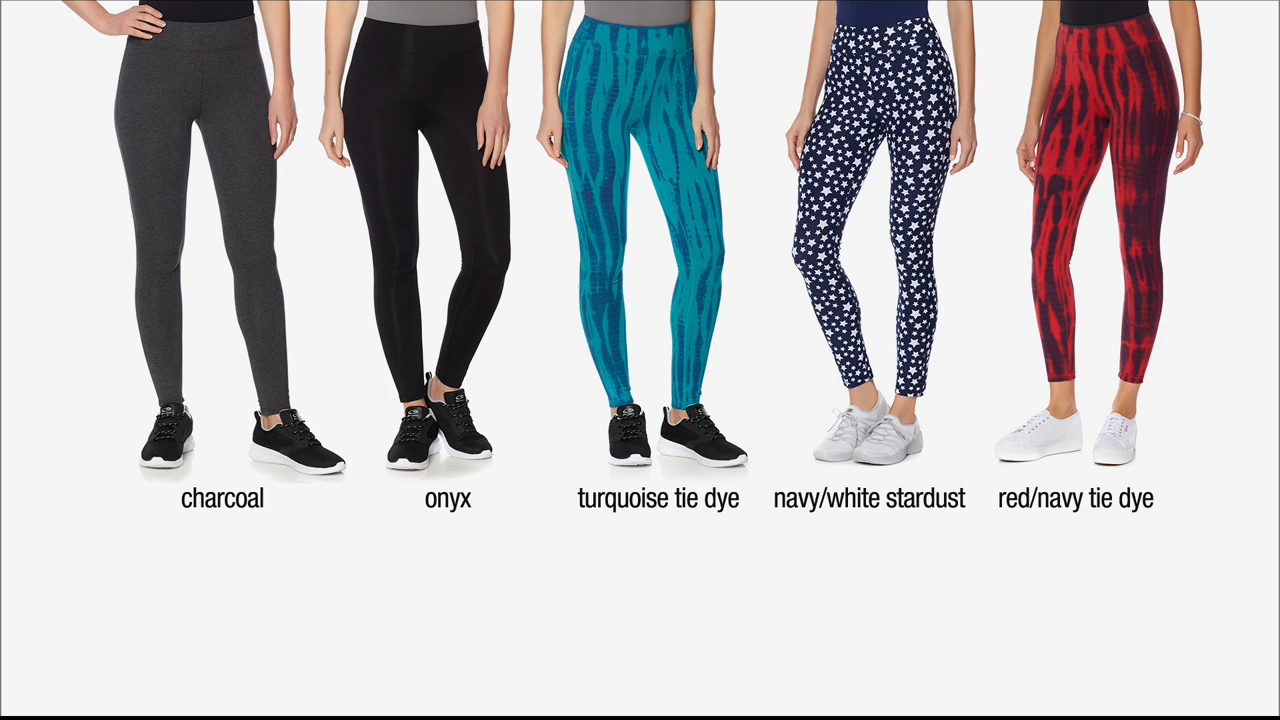 charcoal
onyx
turquoise tie dye
navy/white stardust
red/navy tie dye